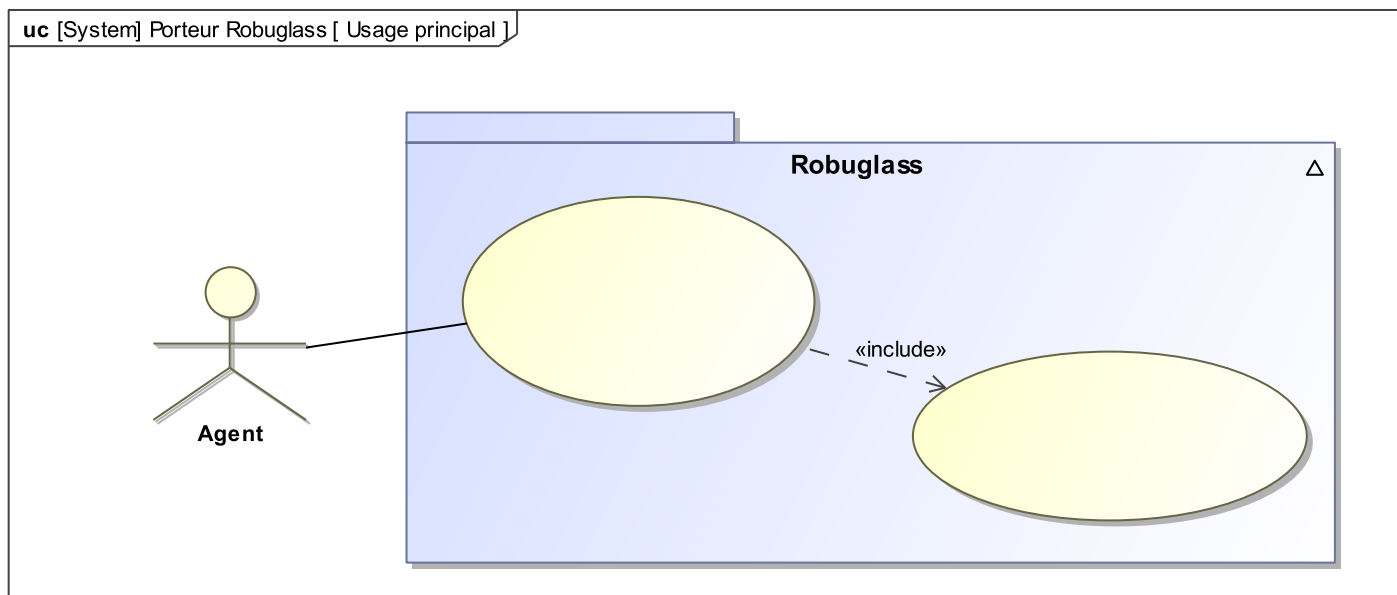 uc [System] Porteur Robuglass [ Usage principal ]
Robuglass
«include»
Agent